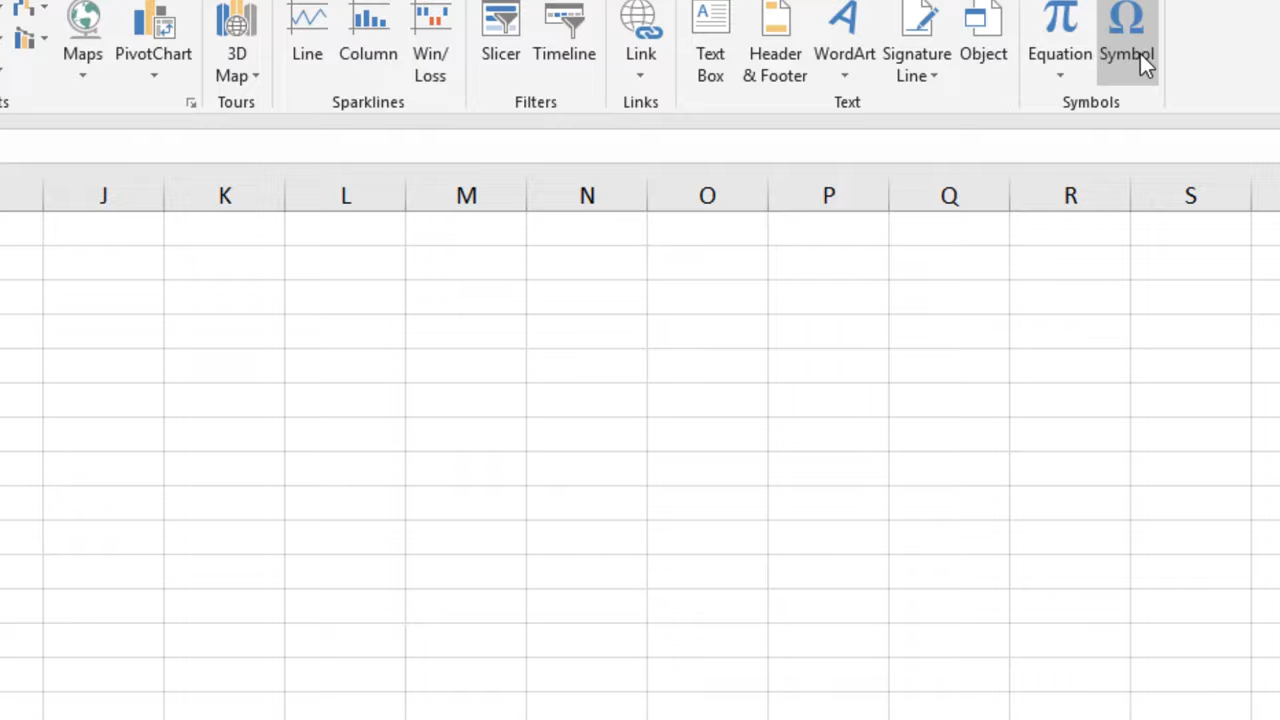 Maps PivotChart 3D Map Line Column Win/ Loss Slicer Timeline Link Text Box Header & Footer WordArt Signature Line Object Equation Symbol
ts Tours Sparklines Filters Links Text Symbols
J K L M N O P Q R S